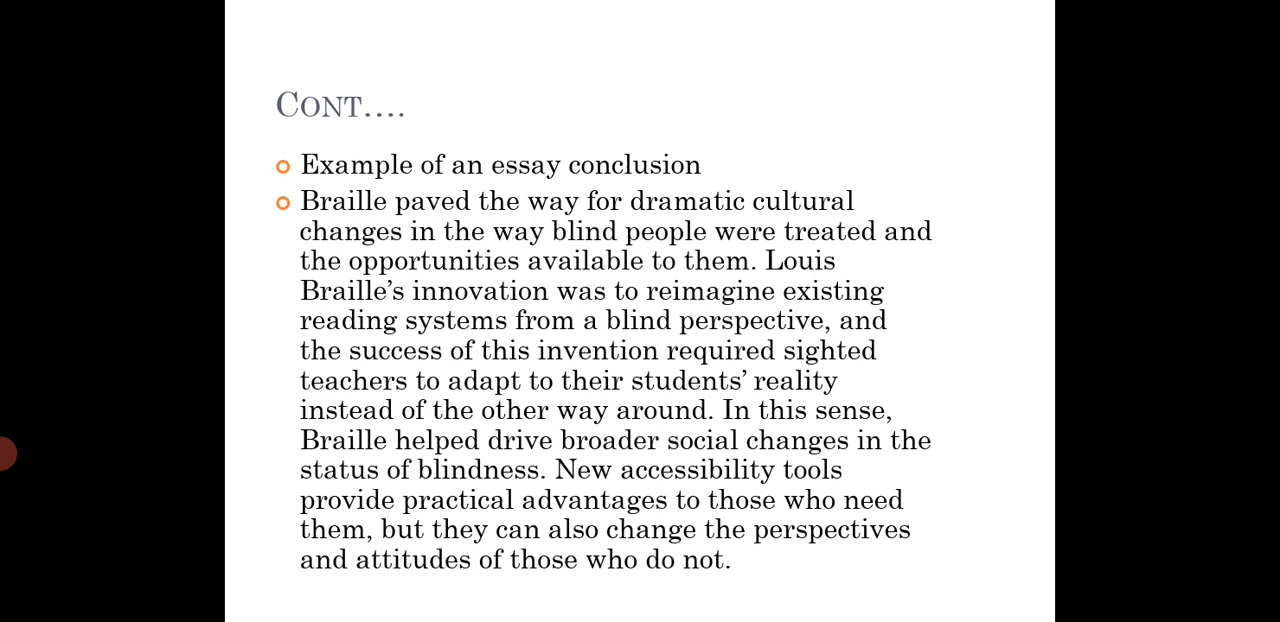 CONT....
Example of an essay conclusion
Braille paved the way for dramatic cultural
changes in the way blind people were treated and
the opportunities available to them. Louis
Braille’s innovation was to reimagine existing
reading systems from a blind perspective, and
the success of this invention required sighted
teachers to adapt to their students’ reality
instead of the other way around. In this sense,
Braille helped drive broader social changes in the
status of blindness. New accessibility tools
provide practical advantages to those who need
them, but they can also change the perspectives
and attitudes of those who do not.